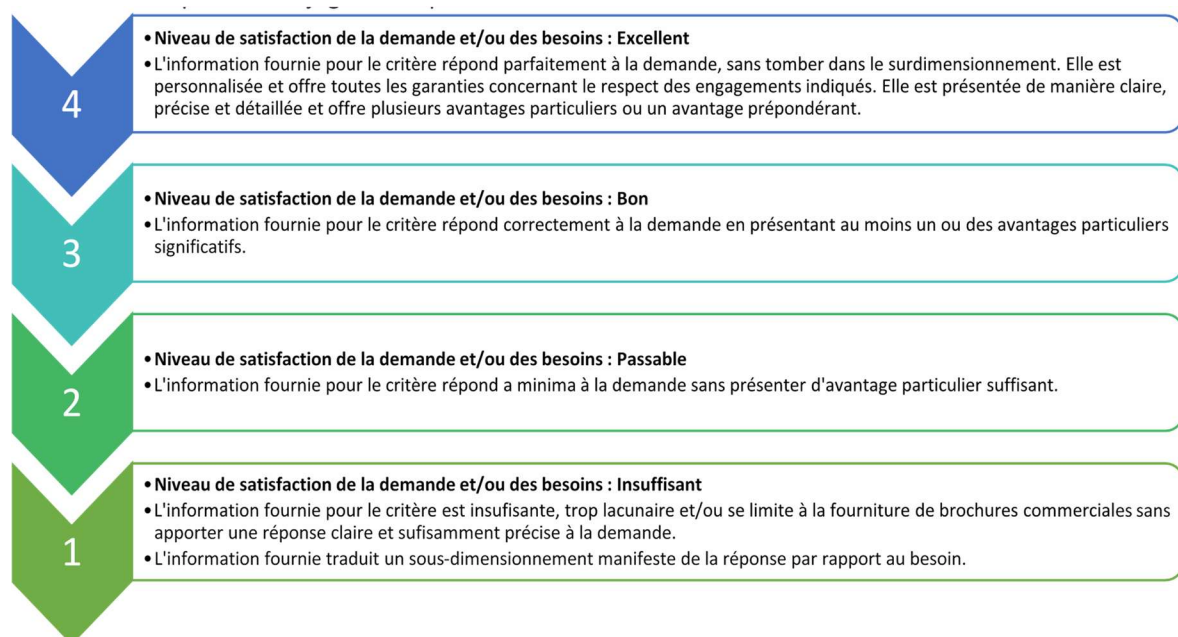 4
•Niveau de satisfaction de la demande et/ou des besoins : Excellent
•L'information fournie pour le critère répond parfaitement à la demande, sans tomber dans le surdimensionnement. Elle est
personnalisée et offre toutes les garanties concernant le respect des engagements indiqués. Elle est présentée de manière claire,
précise et détaillée et offre plusieurs avantages particuliers ou un avantage prépondérant.
3
•Niveau de satisfaction de la demande et/ou des besoins : Bon
•L'information fournie pour le critère répond correctement à la demande en présentant au moins un ou des avantages particuliers
significatifs.
2
•Niveau de satisfaction de la demande et/ou des besoins : Passable
•L'information fournie pour le critère répond a minima à la demande sans présenter d'avantage particulier suffisant.
1
•Niveau de satisfaction de la demande et/ou des besoins : Insuffisant
•L'information fournie pour le critère est insufisante, trop lacunaire et/ou se limite à la fourniture de brochures commerciales sans
apporter une réponse claire et sufisamment précise à la demande.
•L'information fournie traduit un sous-dimensionnement manifeste de la réponse par rapport au besoin.